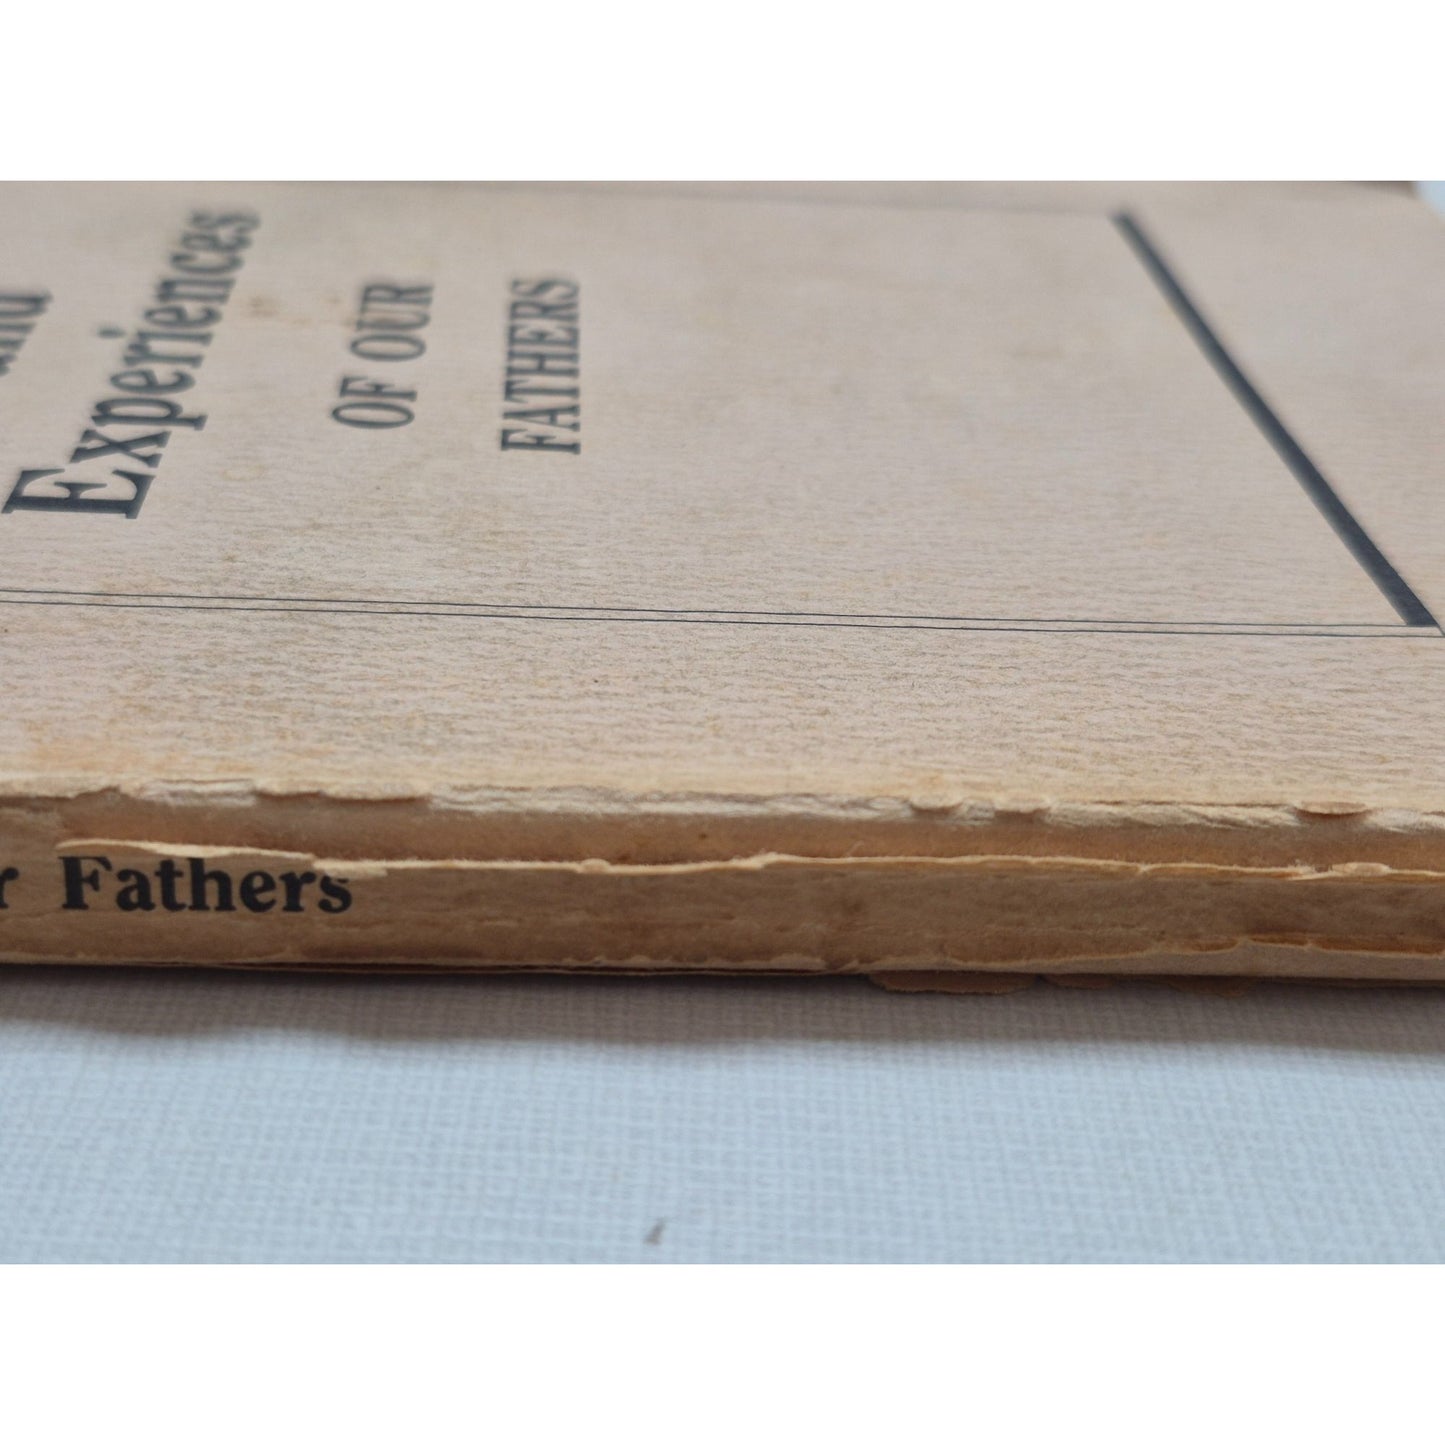 Experiences
OF OUR
FATHERS
r Fathers